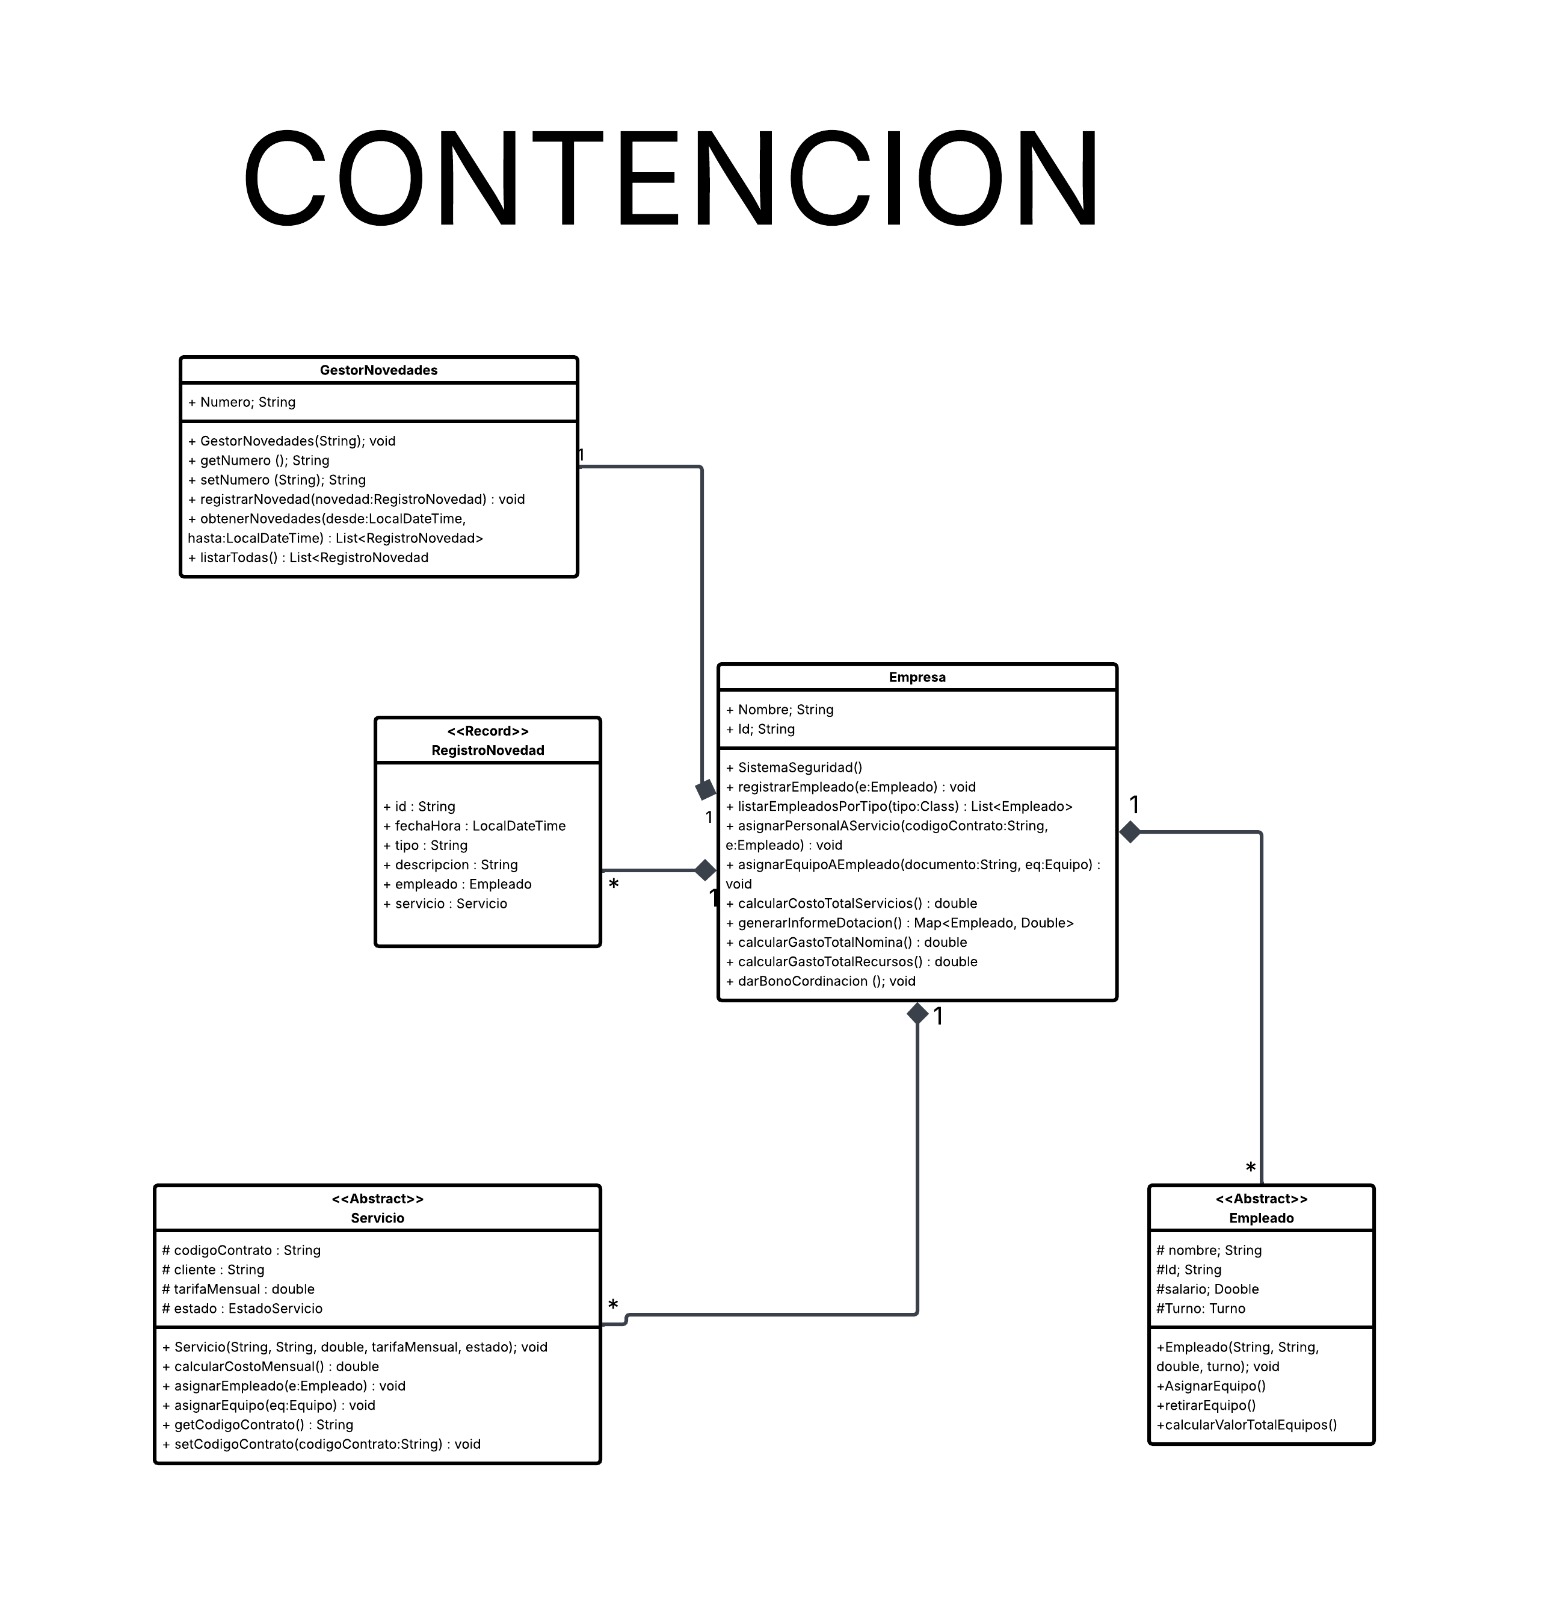 CONTENCION
GestorNovedades
+ Numero; String
+ GestorNovedades(String); void
+ getNumero (); String
+ setNumero (String); String
+ registrarNovedad(novedad:RegistroNovedad) : void
+ obtenerNovedades(desde:LocalDateTime,
hasta:LocalDateTime) : List<RegistroNovedad>
+ listarTodas() : List<RegistroNovedad
1
Empresa
+ Nombre; String
+ Id; String
+ SistemaSeguridad()
+ registrarEmpleado(e:Empleado) : void
+ listarEmpleadosPorTipo(tipo:Class) : List<Empleado>
+ asignarPersonalAServicio(codigoContrato:String,
e:Empleado) : void
+ asignarEquipoAEmpleado(documento:String, eq:Equipo) :
void
+ calcularCostoTotalServicios() : double
+ generarInformeDotacion() : Map<Empleado, Double>
+ calcularGastoTotalNomina() : double
+ calcularGastoTotalRecursos() : double
+ darBonoCordinacion (); void
1
<<Record>>
RegistroNovedad
+ id : String
+ fechaHora : LocalDateTime
+ tipo : String
+ descripcion : String
+ empleado : Empleado
+ servicio : Servicio
*
1
1
1
*
<<Abstract>>
Servicio
# codigoContrato : String
# cliente : String
# tarifaMensual : double
# estado : EstadoServicio
+ Servicio(String, String, double, tarifaMensual, estado); void
+ calcularCostoMensual() : double
+ asignarEmpleado(e:Empleado) : void
+ asignarEquipo(eq:Equipo) : void
+ getCodigoContrato() : String
+ setCodigoContrato(codigoContrato:String) : void
*
<<Abstract>>
Empleado
# nombre; String
#Id; String
#salario; Dooble
#Turno: Turno
+Empleado(String, String,
double, turno); void
+AsignarEquipo()
+retirarEquipo()
+calcularValorTotalEquipos()